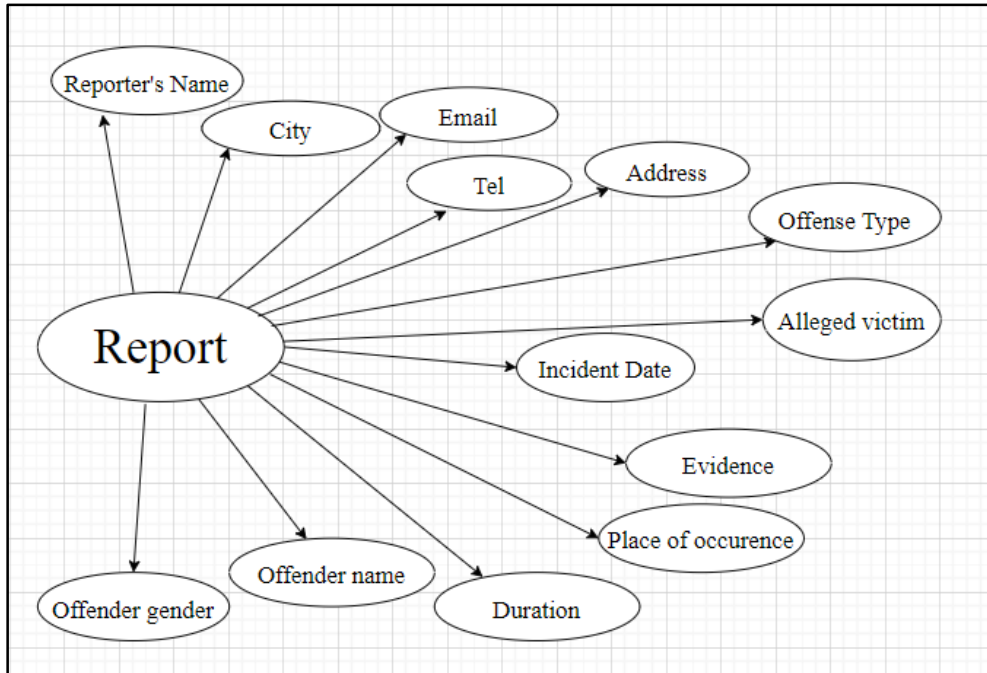 Reporter's Name
City
Email
Tel
Address
Offense Type
Alleged victim
Report
Incident Date
Evidence
Place of occurence
Offender name
Offender gender
Duration